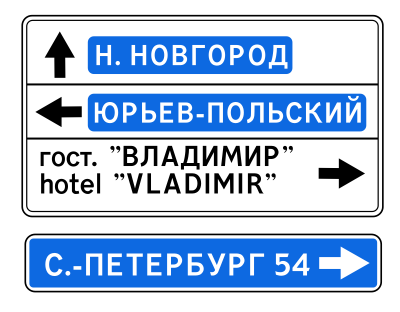 Н. НОВГОРОД
ЮРЬЕВ-ПОЛЬСКИЙ
гост. ”ВЛАДИМИР”
hotel ”VLADIMIR”
С.-ПЕТЕРБУРГ 54